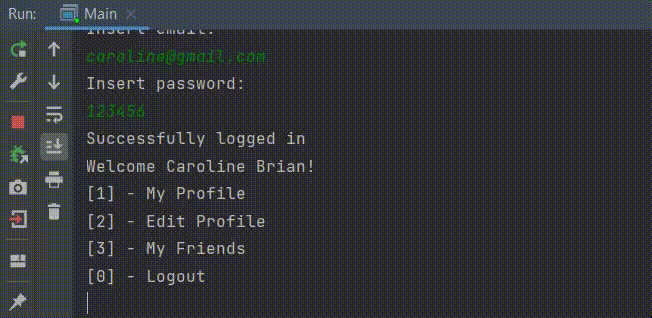 Run: Main
Insert email:
caroline@gmail.com
Insert password:
123456
Successfully logged in
Welcome Caroline Brian!
[1] - My Profile
[2] - Edit Profile
[3] - My Friends
[0] - Logout